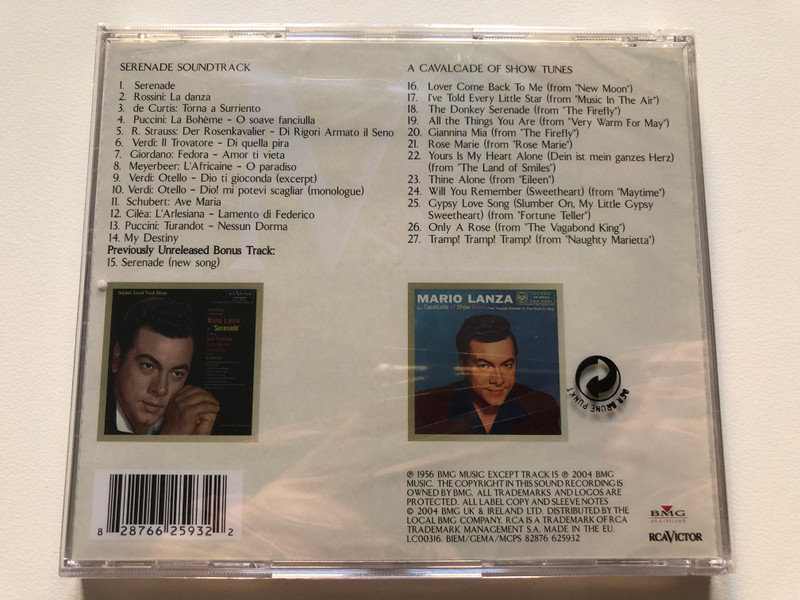 SERENADE SOUNDTRACK
1. Serenade
2. Rossini: La danza
3. de Curtis: Torna a Surriento
4. Puccini: La Bohème - O soave fanciulla
5. R. Strauss: Der Rosenkavalier - Di Rigori Armato il Seno
6. Verdi: Il Trovatore - Di quella pira
7. Giordano: Fedora - Amor ti vieta
8. Meyerbeer: L'Africaine - O paradiso
9. Verdi: Otello - Dio ti gioconda (excerpt)
10. Verdi: Otello - Dio! mi potevi scagliar (monologue)
11. Schubert: Ave Maria
12. Cilèa: L'Arlesiana - Lamento di Federico
13. Puccini: Turandot - Nessun Dorma
14. My Destiny
Previously Unreleased Bonus Track:
15. Serenade (new song)
A CAVALCADE OF SHOW TUNES
16. Lover Come Back To Me (from "New Moon")
17. I've Told Every Little Star (from "Music In The Air")
18. The Donkey Serenade (from "The Firefly")
19. All the Things You Are (from "Very Warm For May")
20. Giannina Mia (from "The Firefly")
21. Rose Marie (from "Rose Marie")
22. Yours Is My Heart Alone (Dein ist mein ganzes Herz)
(from "The Land of Smiles")
23. Thine Alone (from "Eileen")
24. Will You Remember (Sweetheart) (from "Maytime")
25. Gypsy Love Song (Slumber On, My Little Gypsy
Sweetheart) (from "Fortune Teller")
26. Only A Rose (from "The Vagabond King")
27. Tramp! Tramp! Tramp! (from "Naughty Marietta")
Original Sound Track Album
Mario Lanza
"Serenade"
MARIO LANZA
Cavalcade of Show Tunes
DER GRÜNE PUNKT
8 28766 25932 2
℗ 1956 BMG MUSIC EXCEPT TRACK 15 ℗ 2004 BMG
MUSIC. THE COPYRIGHT IN THIS SOUND RECORDING IS
OWNED BY BMG. ALL TRADEMARKS AND LOGOS ARE
PROTECTED. ALL LABEL COPY AND SLEEVE NOTES
© 2004 BMG UK & IRELAND LTD. DISTRIBUTED BY THE
LOCAL BMG COMPANY. RCA IS A TRADEMARK OF RCA
TRADEMARK MANAGEMENT S.A. MADE IN THE EU.
LC00316. BIEM/GEMA/MCPS 82876 625932
BMG
UK & IRELAND
RCA VICTOR